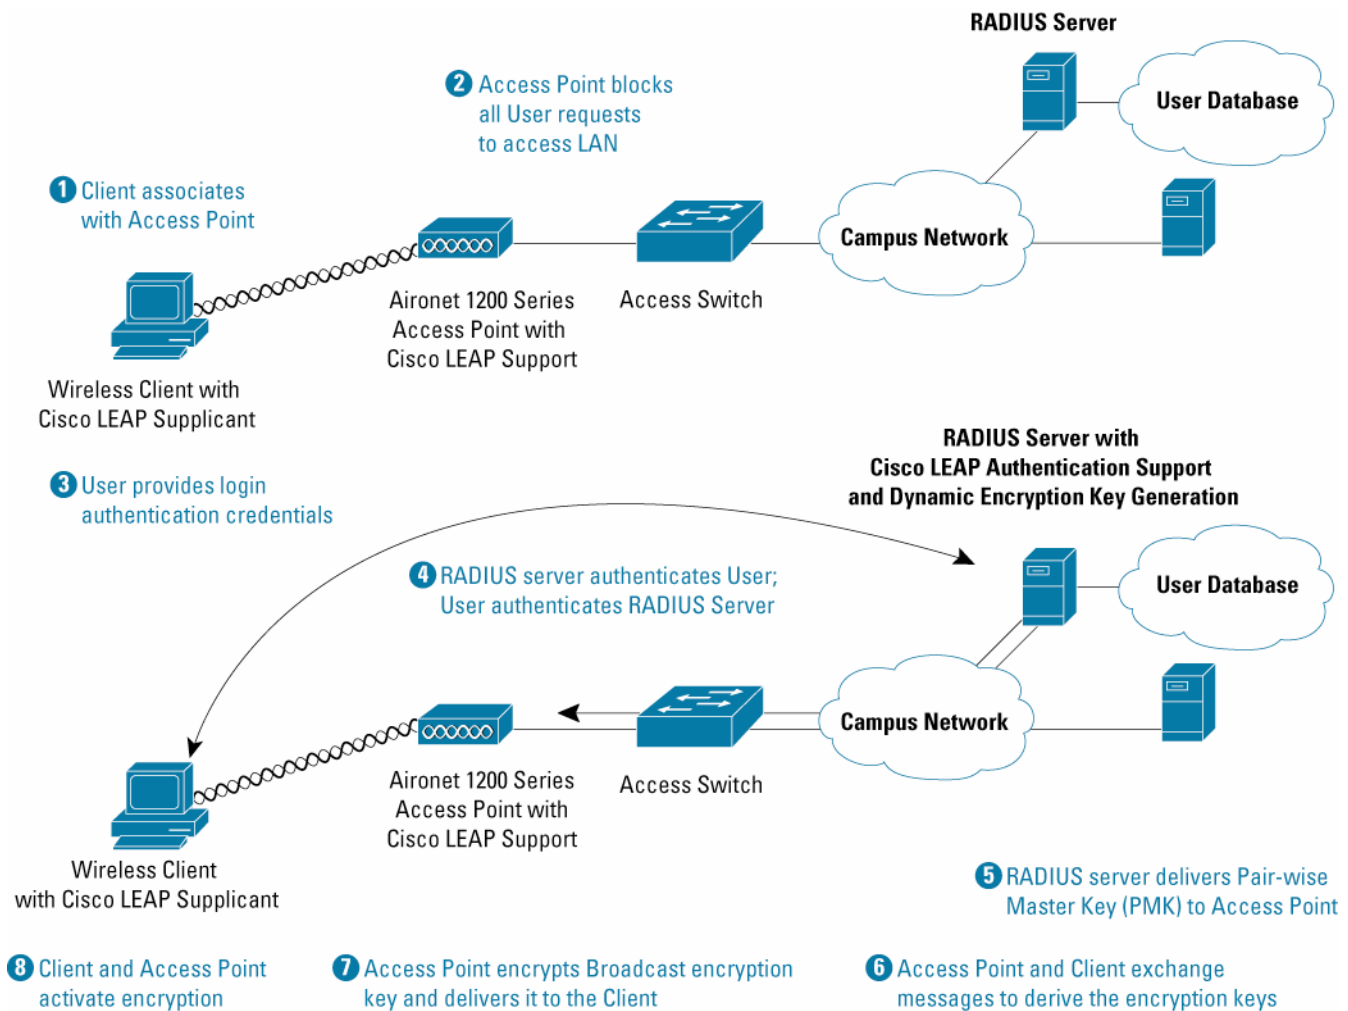 RADIUS Server
2 Access Point blocks
all User requests
to access LAN
User Database
1 Client associates
with Access Point
Campus Network
Aironet 1200 Series
Access Point with
Cisco LEAP Support
Access Switch
Wireless Client with
Cisco LEAP Supplicant
RADIUS Server with
Cisco LEAP Authentication Support
and Dynamic Encryption Key Generation
3 User provides login
authentication credentials
4 RADIUS server authenticates User;
User authenticates RADIUS Server
User Database
Campus Network
Aironet 1200 Series
Access Point with
Cisco LEAP Support
Access Switch
Wireless Client
with Cisco LEAP Supplicant
5 RADIUS server delivers Pair-wise
Master Key (PMK) to Access Point
8 Client and Access Point
activate encryption
7 Access Point encrypts Broadcast encryption
key and delivers it to the Client
6 Access Point and Client exchange
messages to derive the encryption keys